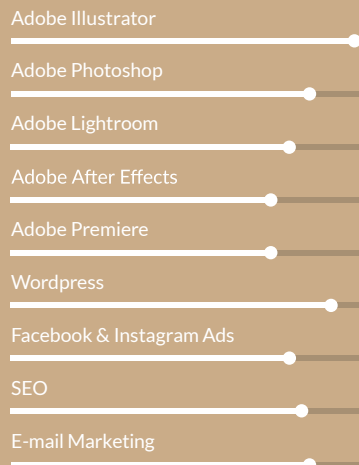 Adobe Illustrator
Adobe Photoshop
Adobe Lightroom
Adobe After Effects
Adobe Premiere
Wordpress
Facebook & Instagram Ads
SEO
E-mail Marketing